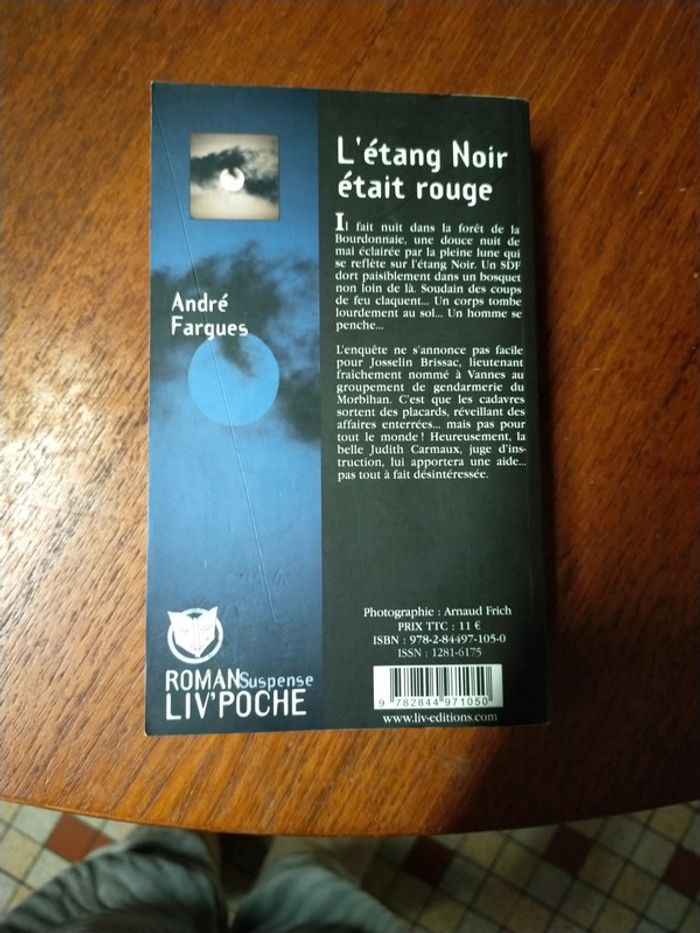 L'étang Noir
était rouge
Il fait nuit dans la forêt de la
Bourdonnaie, une douce nuit de
mai éclairée par la pleine lune qui
se reflète sur l'étang Noir. Un SDF
dort paisiblement dans un bosquet
non loin de là. Soudain des coups
de feu claquent... Un corps tombe
lourdement au sol... Un homme se
penche...
L'enquête ne s'annonce pas facile
pour Josselin Brissac, lieutenant
fraîchement nommé à Vannes au
groupement de gendarmerie du
Morbihan. C'est que les cadavres
sortent des placards, réveillant des
affaires enterrées... mais pas pour
tout le monde ! Heureusement, la
belle Judith Carmaux, juge d'ins-
truction, lui apportera une aide...
pas tout à fait désintéressée.
André
Fargues
ROMAN Suspense
LIV'POCHE
Photographie : Arnaud Frich
PRIX TTC : 11 €
ISBN : 978-2-84497-105-0
ISSN : 1281-6175
9 782844 971050
www.liv-editions.com